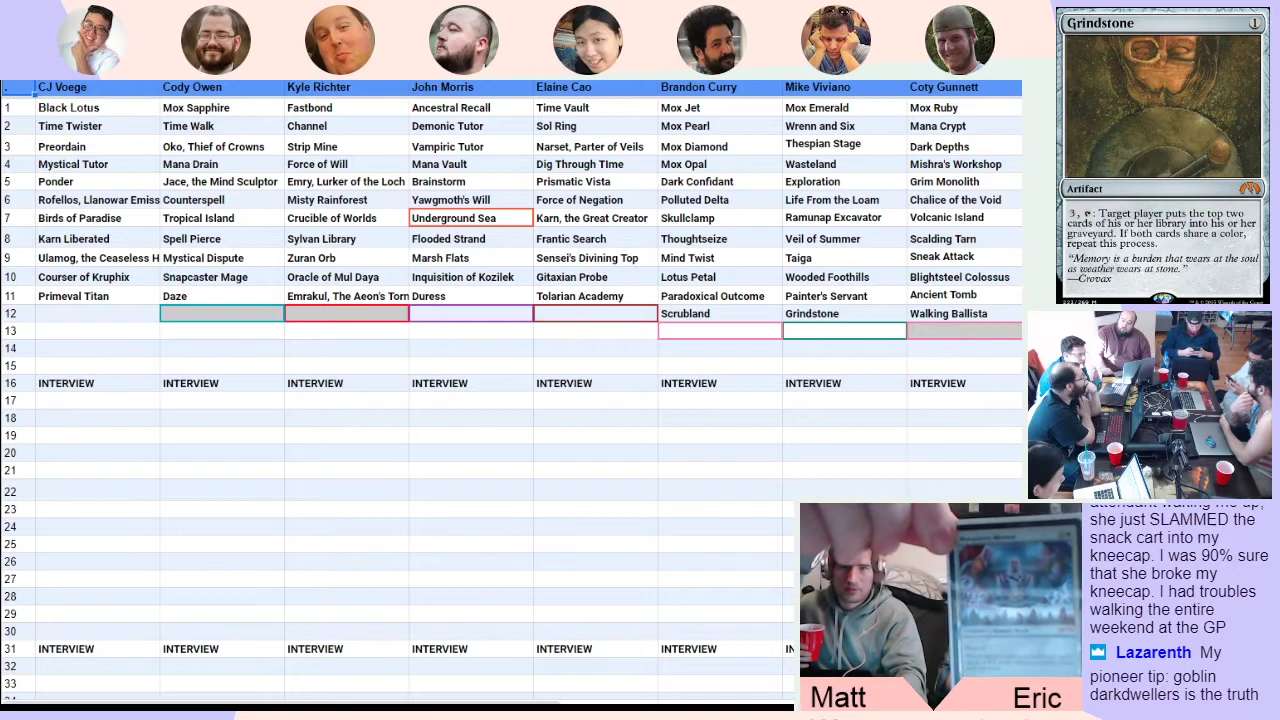 . CJ Voege Cody Owen Kyle Richter John Morris Elaine Cao Brandon Curry Mike Viviano Coty Gunnett
1 Black Lotus Mox Sapphire Fastbond Ancestral Recall Time Vault Mox Jet Mox Emerald Mox Ruby
2 Time Twister Time Walk Channel Demonic Tutor Sol Ring Mox Pearl Wrenn and Six Mana Crypt
3 Preordain Oko, Thief of Crowns Strip Mine Vampiric Tutor Narset, Parter of Veils Mox Diamond Thespian Stage Dark Depths
4 Mystical Tutor Mana Drain Force of Will Mana Vault Dig Through TIme Mox Opal Wasteland Mishra's Workshop
5 Ponder Jace, the Mind Sculptor Emry, Lurker of the Loch Brainstorm Prismatic Vista Dark Confidant Exploration Grim Monolith
6 Rofellos, Llanowar Emiss Counterspell Misty Rainforest Yawgmoth's Will Force of Negation Polluted Delta Life From the Loam Chalice of the Void
7 Birds of Paradise Tropical Island Crucible of Worlds Underground Sea Karn, the Great Creator Skullclamp Ramunap Excavator Volcanic Island
8 Karn Liberated Spell Pierce Sylvan Library Flooded Strand Frantic Search Thoughtseize Veil of Summer Scalding Tarn
9 Ulamog, the Ceaseless H Mystical Dispute Zuran Orb Marsh Flats Sensei's Divining Top Mind Twist Taiga Sneak Attack
10 Courser of Kruphix Snapcaster Mage Oracle of Mul Daya Inquisition of Kozilek Gitaxian Probe Lotus Petal Wooded Foothills Blightsteel Colossus
11 Primeval Titan Daze Emrakul, The Aeon's Torn Duress Tolarian Academy Paradoxical Outcome Painter's Servant Ancient Tomb
12 Scrubland Grindstone Walking Ballista
13
14
15
16 INTERVIEW INTERVIEW INTERVIEW INTERVIEW INTERVIEW INTERVIEW INTERVIEW INTERVIEW
17
18
19
20
21
22
23
24
25
26
27
28
29
30
31 INTERVIEW INTERVIEW INTERVIEW INTERVIEW INTERVIEW INTERVIEW IN
32
33
Grindstone 1
Artifact
3, : Target player puts the top two
cards of his or her library into his or her
graveyard. If both cards share a color,
repeat this process.
"Memory is a burden that wears at the soul
as weather wears at stone."
—Crovax
Matt Eric
she just SLAMMED the
snack cart into my
kneecap. I was 90% sure
that she broke my
kneecap. I had troubles
walking the entire
weekend at the GP
Lazarenth My
pioneer tip: goblin
darkdwellers is the truth